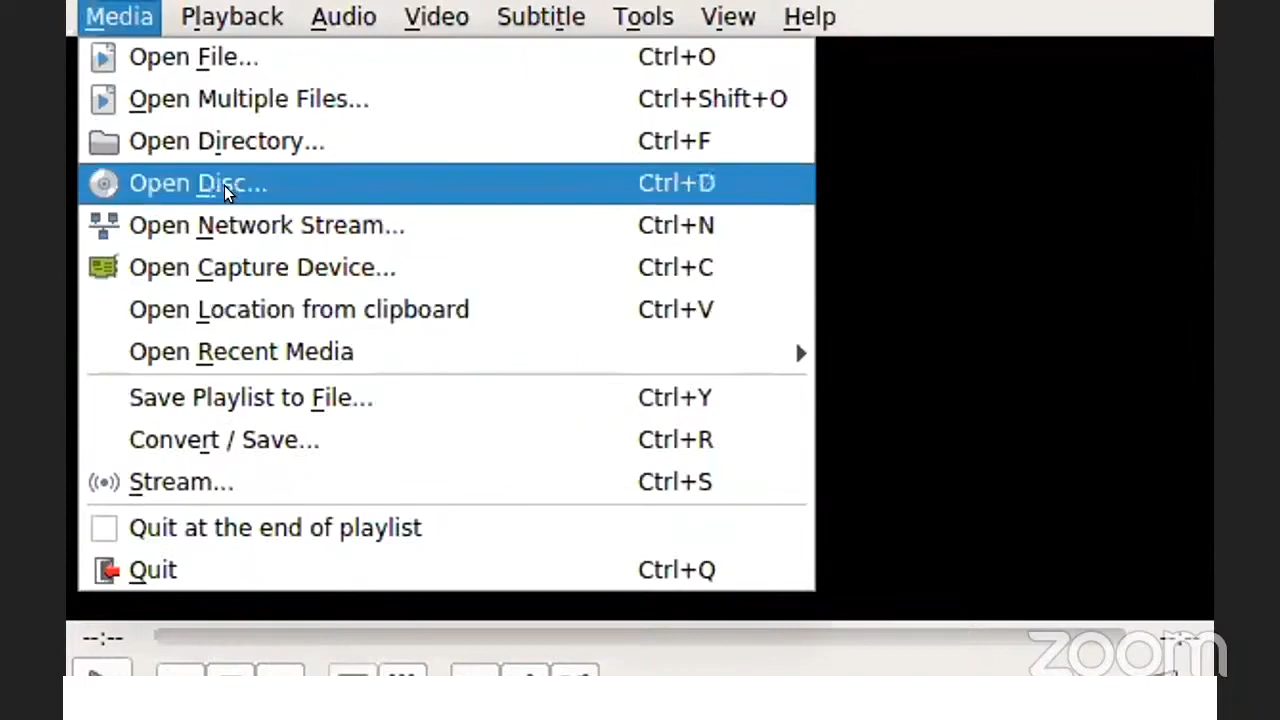 Media Playback Audio Video Subtitle Tools View Help
Open File... Ctrl+O
Open Multiple Files... Ctrl+Shift+O
Open Directory... Ctrl+F
Open Disc... Ctrl+D
Open Network Stream... Ctrl+N
Open Capture Device... Ctrl+C
Open Location from clipboard Ctrl+V
Open Recent Media
Save Playlist to File... Ctrl+Y
Convert / Save... Ctrl+R
Stream... Ctrl+S
Quit at the end of playlist
Quit Ctrl+Q
--:-- --:--
zoom